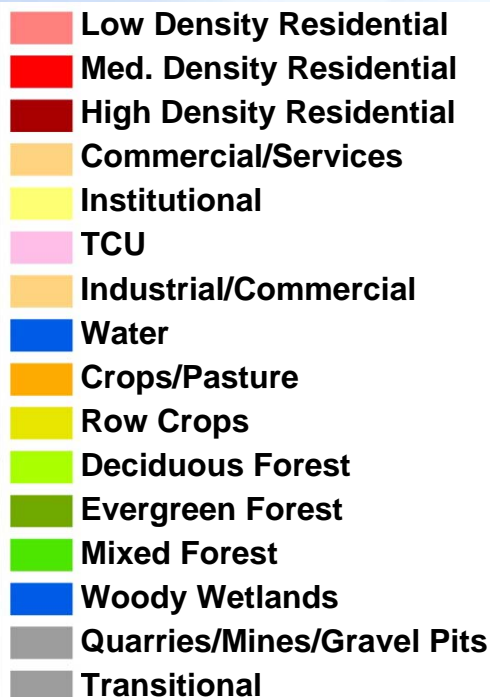 Low Density Residential
Med. Density Residential
High Density Residential
Commercial/Services
Institutional
TCU
Industrial/Commercial
Water
Crops/Pasture
Row Crops
Deciduous Forest
Evergreen Forest
Mixed Forest
Woody Wetlands
Quarries/Mines/Gravel Pits
Transitional